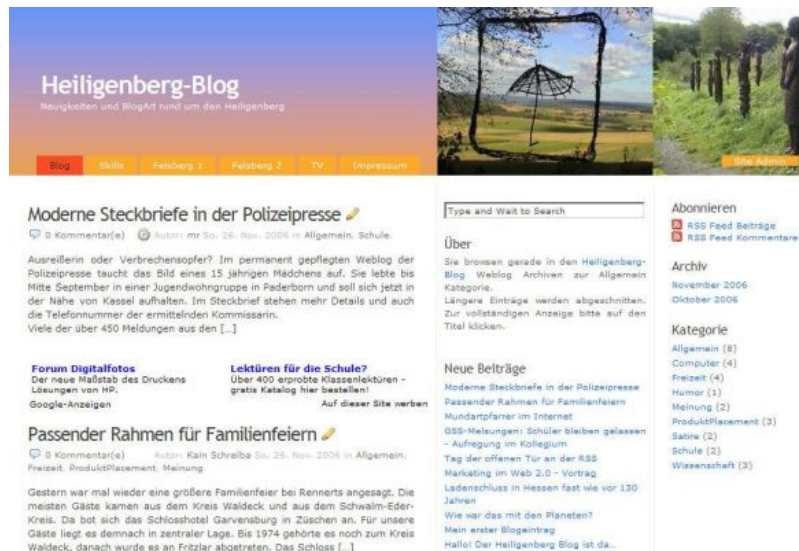 Heiligenberg-Blog
Neuigkeiten und BlogArt rund um den Heiligenberg
Blog
Skills
Felsberg 1
Felsberg 2
TV
Impressum
Site Admin
Moderne Steckbriefe in der Polizeipresse
0 Kommentar(e) Autor: mr So. 26. Nov. 2006 in Allgemein, Schule.
Ausreißerin oder Verbrechensopfer? Im permanent gepflegten Weblog der
Polizeipresse taucht das Bild eines 15 jährigen Mädchens auf. Sie lebte bis
Mitte September in einer Jugendwohngruppe in Paderborn und soll sich jetzt in
der Nähe von Kassel aufhalten. Im Steckbrief stehen mehr Details und auch
die Telefonnummer der ermittelnden Kommissarin.
Viele der über 450 Meldungen aus den [...]
Forum Digitalfotos
Der neue Maßstab des Druckens
Lösungen von HP.
Lektüren für die Schule?
Über 400 erprobte Klassenlektüren -
gratis Katalog hier bestellen!
Google-Anzeigen
Auf dieser Site werben
Passender Rahmen für Familienfeiern
0 Kommentar(e) Autor: Kain Schreiba So. 26. Nov. 2006 in Allgemein,
Freizeit, ProduktPlacement, Meinung.
Gestern war mal wieder eine größere Familienfeier bei Rennerts angesagt. Die
meisten Gäste kamen aus dem Kreis Waldeck und aus dem Schwalm-Eder-
Kreis. Da bot sich das Schlosshotel Garvensburg in Züschen an. Für unsere
Gäste liegt es demnach in zentraler Lage. Bis 1974 gehörte es noch zum Kreis
Waldeck, danach wurde es an Fritzlar abgetreten. Das Schloss [...]
Type and Wait to Search
Über
Sie browsen gerade in den Heiligenberg-
Blog Weblog Archiven zur Allgemein
Kategorie.
Längere Einträge werden abgeschnitten.
Zur vollständigen Anzeige bitte auf den
Titel klicken.
Neue Beiträge
Moderne Steckbriefe in der Polizeipresse
Passender Rahmen für Familienfeiern
Mundartpfarrer im Internet
GSS-Meldungen: Schüler bleiben gelassen
- Aufregung im Kollegium
Tag der offenen Tür an der RSS
Marketing im Web 2.0 - Vortrag
Ladenschluss in Hessen fast wie vor 130
Jahren
Wie war das mit den Planeten?
Mein erster Blogeintrag
Hallo! Der Heiligenberg Blog ist da...
Abonnieren
RSS Feed Beiträge
RSS Feed Kommentare
Archiv
November 2006
Oktober 2006
Kategorie
Allgemein (8)
Computer (4)
Freizeit (4)
Humor (1)
Meinung (2)
ProduktPlacement (3)
Satire (2)
Schule (2)
Wissenschaft (3)